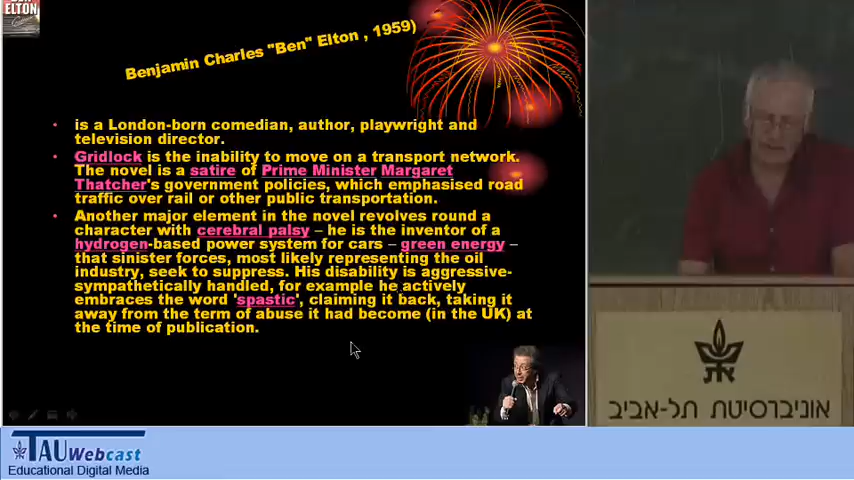 BEN
ELTON
Benjamin Charles "Ben" Elton , 1959)
• is a London-born comedian, author, playwright and
television director.
• Gridlock is the inability to move on a transport network.
The novel is a satire of Prime Minister Margaret
Thatcher's government policies, which emphasised road
traffic over rail or other public transportation.
• Another major element in the novel revolves round a
character with cerebral palsy – he is the inventor of a
hydrogen-based power system for cars – green energy –
that sinister forces, most likely representing the oil
industry, seek to suppress. His disability is aggressive-
sympathetically handled, for example he actively
embraces the word 'spastic', claiming it back, taking it
away from the term of abuse it had become (in the UK) at
the time of publication.
אוניברסיטת תל-אביב
TAU Webcast
Educational Digital Media